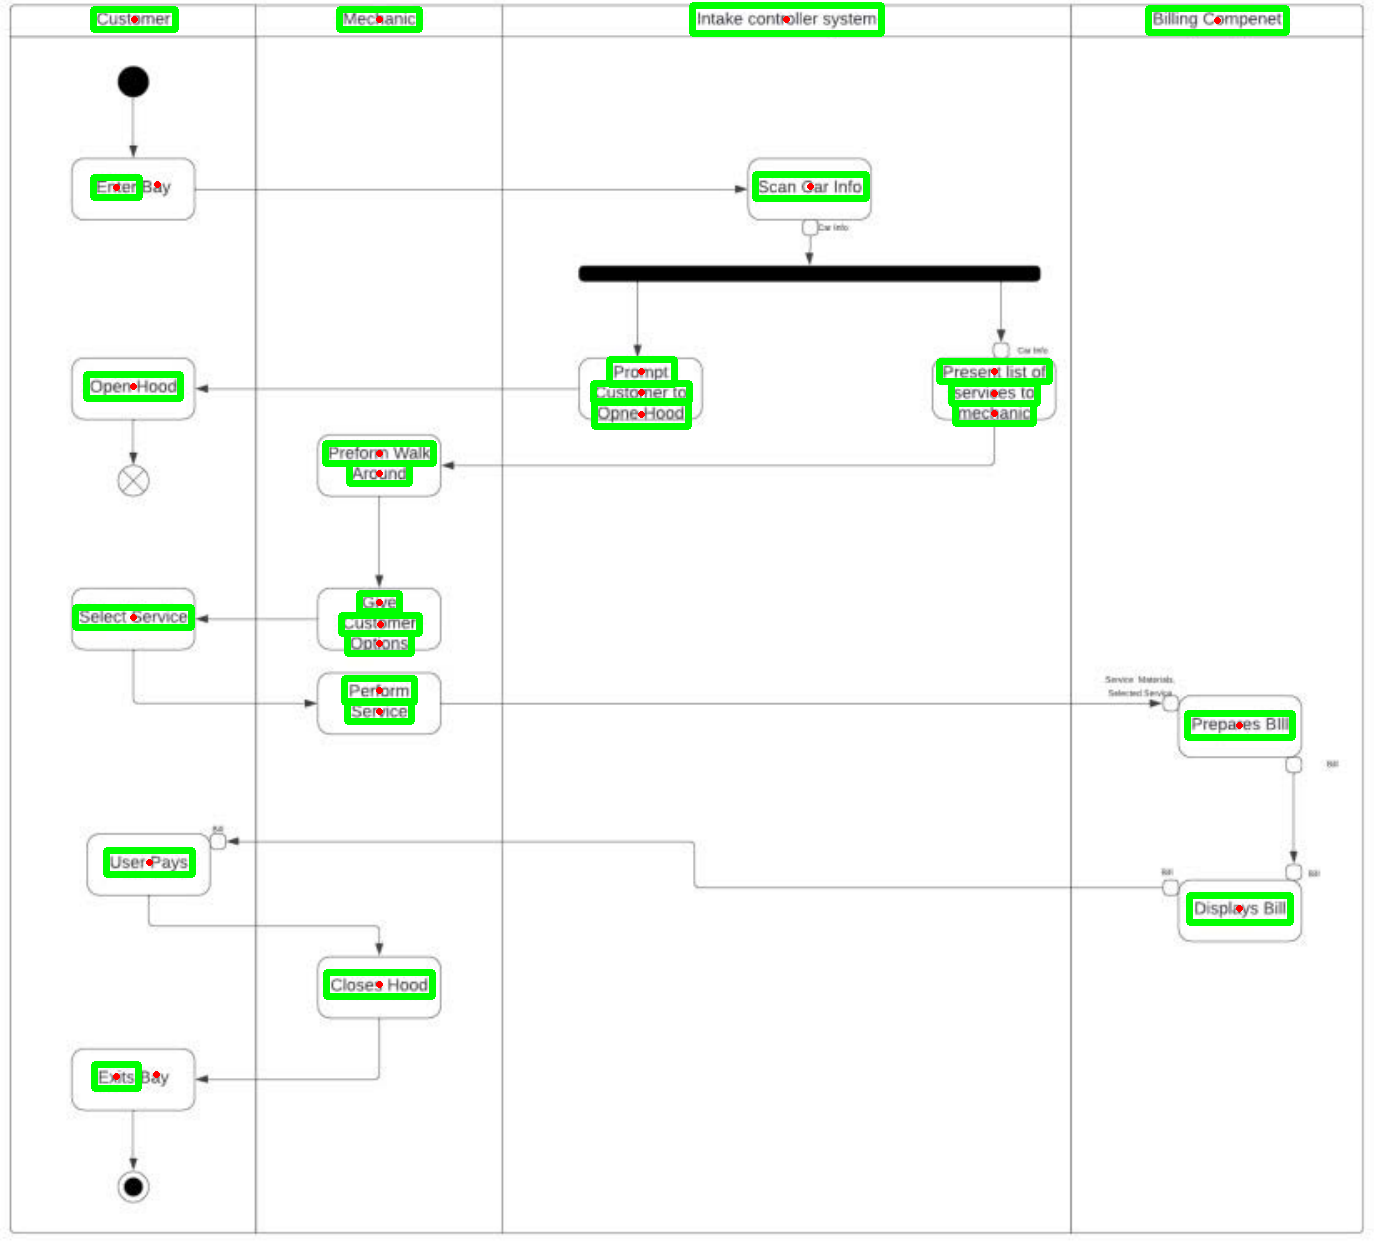 Customer
Mechanic
Intake controller system
Billing Compenet
Enter Bay
Scan Car Info
Car Info
Car Info
Open Hood
Prompt
Customer to
Opne Hood
Present list of
services to
mechanic
Preform Walk
Around
Select Service
Give
Customer
Options
Perform
Service
Service Materials,
Selected Service
Prepares BIll
Bill
Bill
User Pays
Bill
Bill
Displays Bill
Closes Hood
Exits Bay